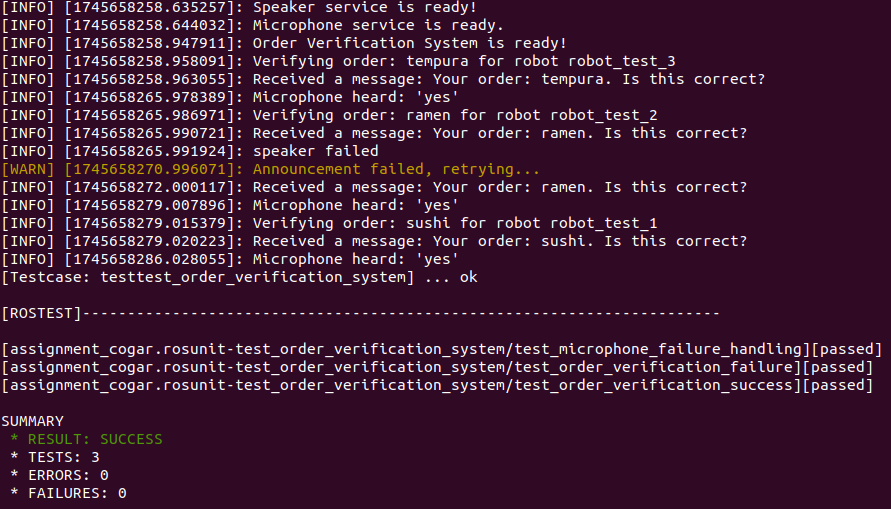 [INFO] [1745658258.635257]: Speaker service is ready!
[INFO] [1745658258.644032]: Microphone service is ready.
[INFO] [1745658258.947911]: Order Verification System is ready!
[INFO] [1745658258.958091]: Verifying order: tempura for robot robot_test_3
[INFO] [1745658258.963055]: Received a message: Your order: tempura. Is this correct?
[INFO] [1745658265.978389]: Microphone heard: 'yes'
[INFO] [1745658265.986971]: Verifying order: ramen for robot robot_test_2
[INFO] [1745658265.990721]: Received a message: Your order: ramen. Is this correct?
[INFO] [1745658265.991924]: speaker failed
[WARN] [1745658270.996071]: Announcement failed, retrying...
[INFO] [1745658272.000117]: Received a message: Your order: ramen. Is this correct?
[INFO] [1745658279.007896]: Microphone heard: 'yes'
[INFO] [1745658279.015379]: Verifying order: sushi for robot robot_test_1
[INFO] [1745658279.020223]: Received a message: Your order: sushi. Is this correct?
[INFO] [1745658286.028055]: Microphone heard: 'yes'
[Testcase: testtest_order_verification_system] ... ok
[ROSTEST]-----------------------------------------------------------------------
[assignment_cogar.rosunit-test_order_verification_system/test_microphone_failure_handling][passed]
[assignment_cogar.rosunit-test_order_verification_system/test_order_verification_failure][passed]
[assignment_cogar.rosunit-test_order_verification_system/test_order_verification_success][passed]
SUMMARY
* RESULT: SUCCESS
* TESTS: 3
* ERRORS: 0
* FAILURES: 0